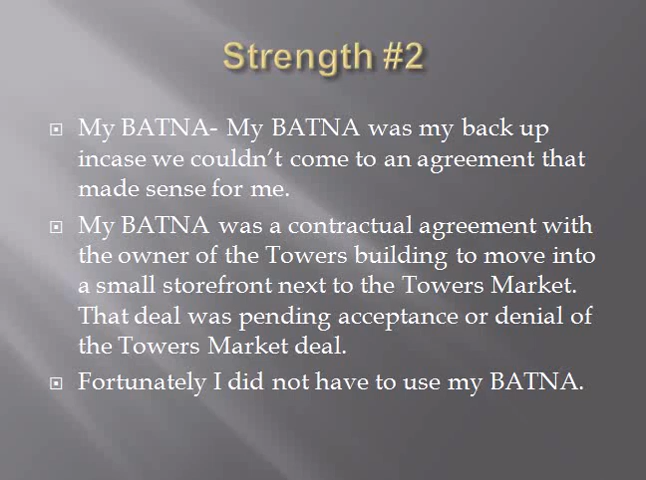 Strength #2
My BATNA- My BATNA was my back up
incase we couldn't come to an agreement that
made sense for me.
My BATNA was a contractual agreement with
the owner of the Towers building to move into
a small storefront next to the Towers Market.
That deal was pending acceptance or denial of
the Towers Market deal.
Fortunately I did not have to use my BATNA.